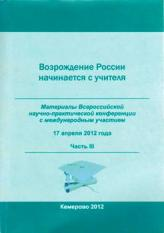 Возрождение России
начинается с учителя
Материалы Всероссийской
научно-практической конференции
с международным участием
17 апреля 2012 года
Часть III
Кемерово 2012